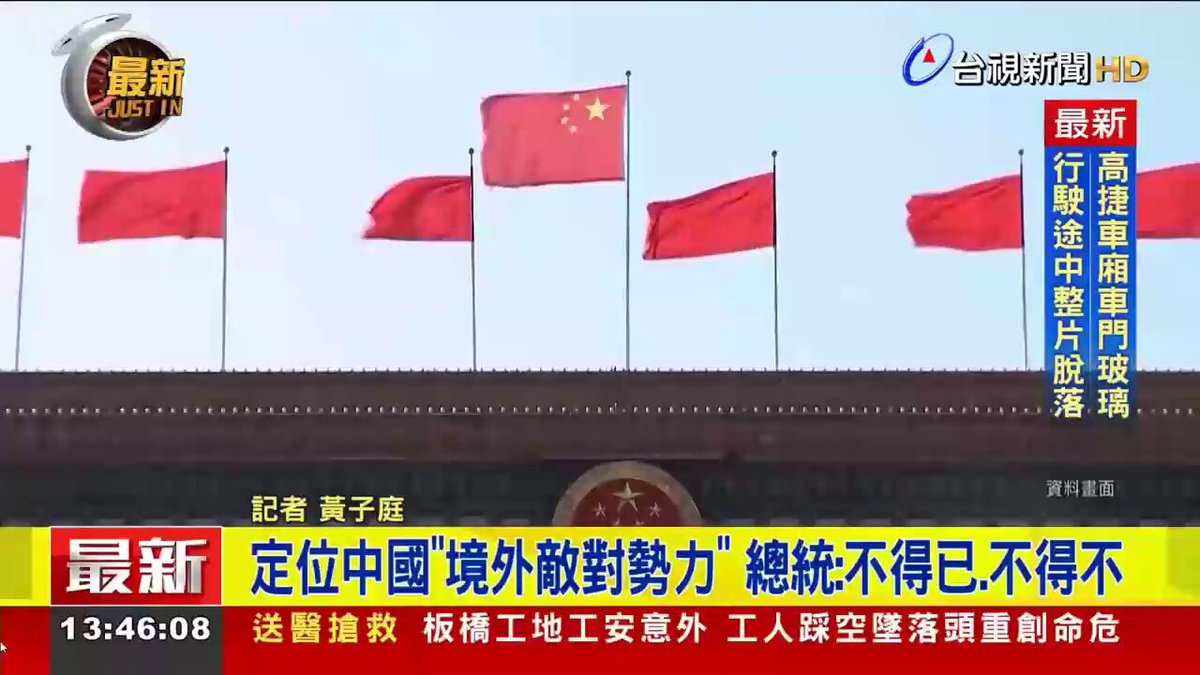 最新
JUST IN
台視新聞HD
最新
高捷車廂車門玻璃
行駛途中整片脫落
資料畫面
記者 黃子庭
最新
定位中國"境外敵對勢力" 總統:不得已.不得不
13:46:08
送醫搶救 板橋工地工安意外 工人踩空墜落頭重創命危